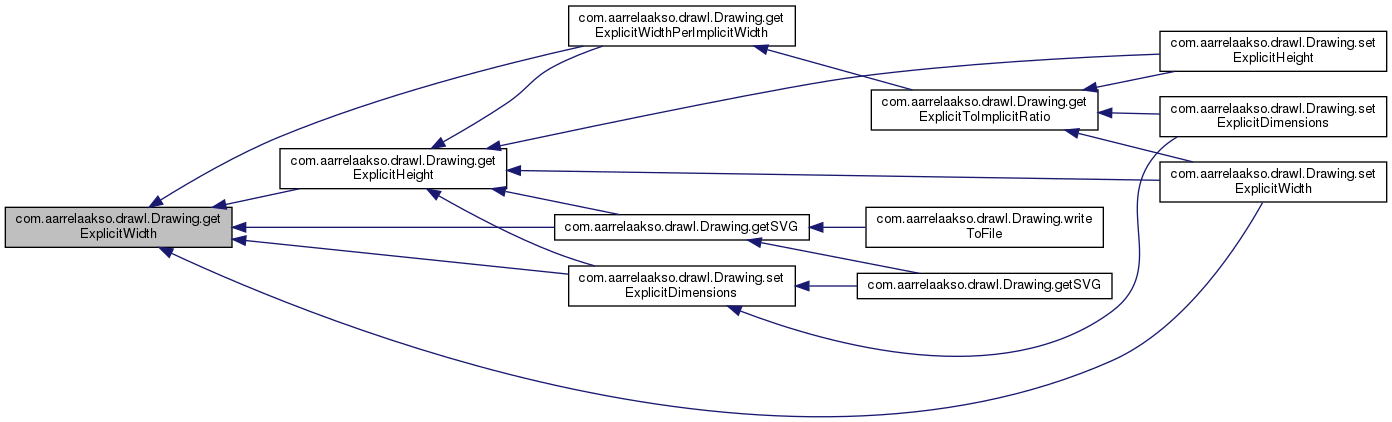 com.aarrelaakso.drawl.Drawing.get
ExplicitWidthPerImplicitWidth
com.aarrelaakso.drawl.Drawing.set
ExplicitHeight
com.aarrelaakso.drawl.Drawing.get
ExplicitToImplicitRatio
com.aarrelaakso.drawl.Drawing.set
ExplicitDimensions
com.aarrelaakso.drawl.Drawing.get
ExplicitHeight
com.aarrelaakso.drawl.Drawing.set
ExplicitWidth
com.aarrelaakso.drawl.Drawing.get
ExplicitWidth
com.aarrelaakso.drawl.Drawing.getSVG
com.aarrelaakso.drawl.Drawing.write
ToFile
com.aarrelaakso.drawl.Drawing.set
ExplicitDimensions
com.aarrelaakso.drawl.Drawing.getSVG